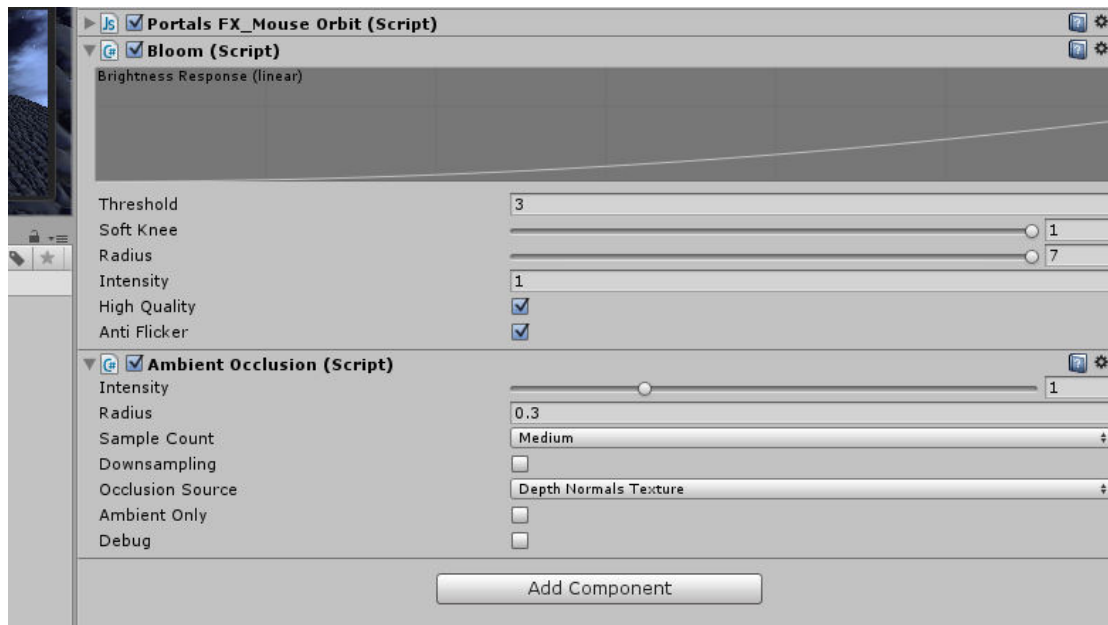 Js Portals FX_Mouse Orbit (Script)
C# Bloom (Script)
Brightness Response (linear)
Threshold 3
Soft Knee 1
Radius 7
Intensity 1
High Quality
Anti Flicker
C# Ambient Occlusion (Script)
Intensity 1
Radius 0.3
Sample Count Medium
Downsampling
Occlusion Source Depth Normals Texture
Ambient Only
Debug
Add Component